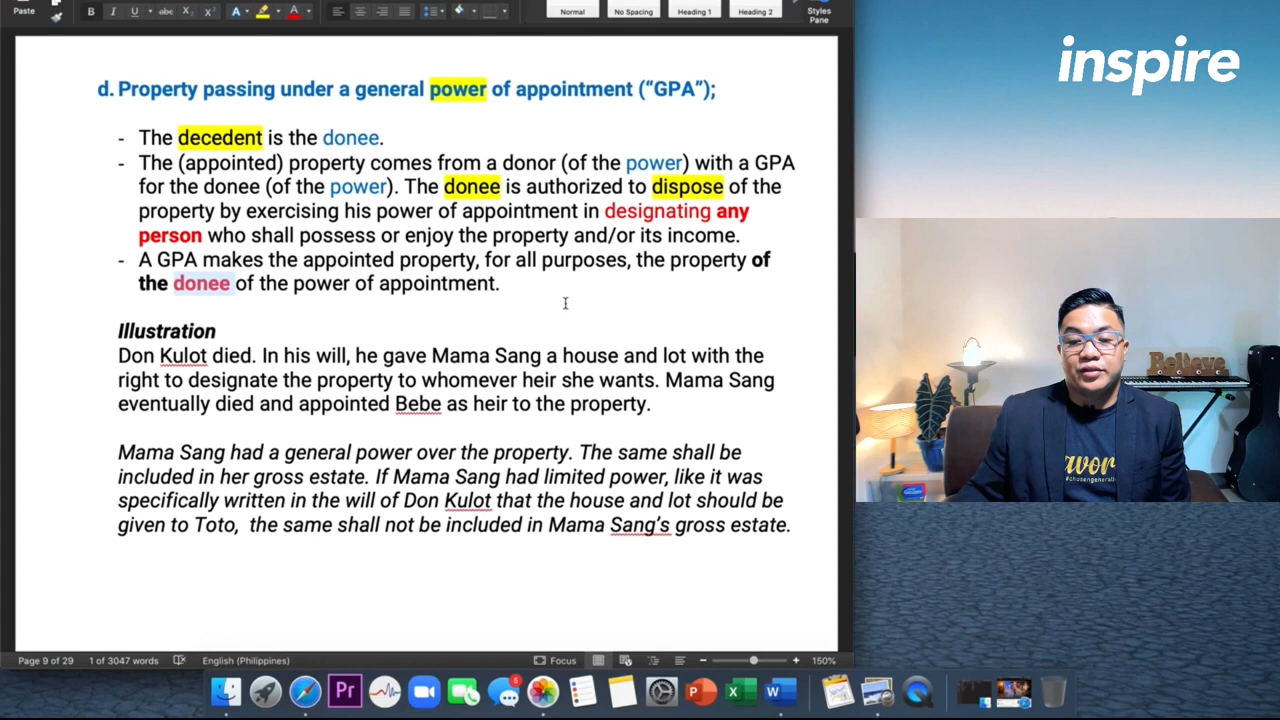 Paste
B I U abc X2 X2 A A
Normal
No Spacing
Heading 1
Heading 2
Styles
Pane
inspire
d. Property passing under a general power of appointment (“GPA”);
- The decedent is the donee.
- The (appointed) property comes from a donor (of the power) with a GPA
for the donee (of the power). The donee is authorized to dispose of the
property by exercising his power of appointment in designating any
person who shall possess or enjoy the property and/or its income.
- A GPA makes the appointed property, for all purposes, the property of
the donee of the power of appointment.
Illustration
Don Kulot died. In his will, he gave Mama Sang a house and lot with the
right to designate the property to whomever heir she wants. Mama Sang
eventually died and appointed Bebe as heir to the property.
Mama Sang had a general power over the property. The same shall be
included in her gross estate. If Mama Sang had limited power, like it was
specifically written in the will of Don Kulot that the house and lot should be
given to Toto, the same shall not be included in Mama Sang’s gross estate.
Believe
avor
#chosengenerati
Page 9 of 29
1 of 3047 words
English (Philippines)
Focus
150%
Pr
5
P
X
W